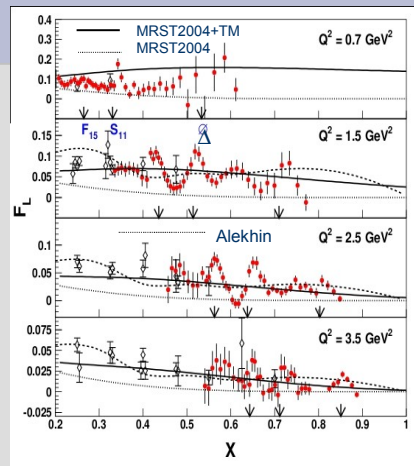 MRST2004+TM
MRST2004
Q² = 0.7 GeV²
0.4
0.3
0.2
0.1
0
F₁₅ S₁₁
Δ
Q² = 1.5 GeV²
0.15
0.1
0.05
0
F_L
Alekhin
Q² = 2.5 GeV²
0.1
0.05
0
Q² = 3.5 GeV²
0.075
0.05
0.025
0
-0.025
0.2 0.3 0.4 0.5 0.6 0.7 0.8 0.9 1
X